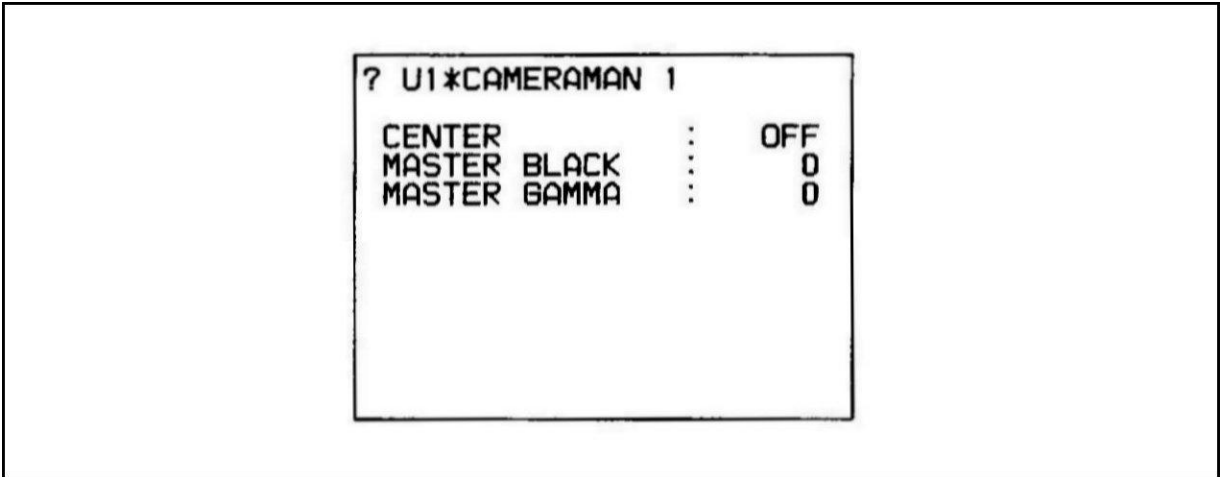 ? U1*CAMERAMAN 1
CENTER : OFF
MASTER BLACK : 0
MASTER GAMMA : 0